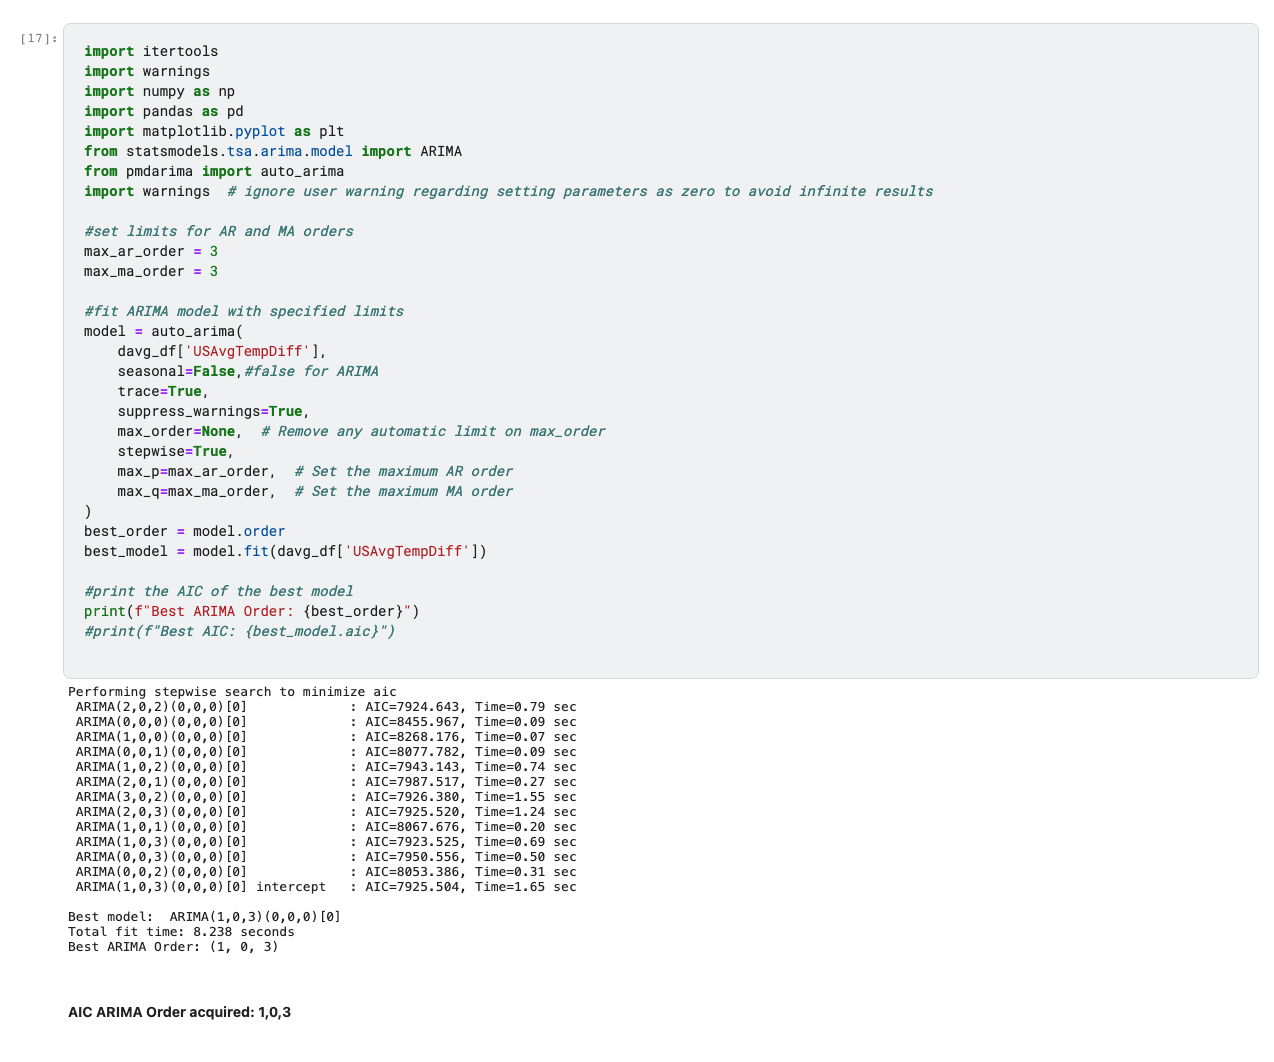 [17]:
import itertools
import warnings
import numpy as np
import pandas as pd
import matplotlib.pyplot as plt
from statsmodels.tsa.arima.model import ARIMA
from pmdarima import auto_arima
import warnings  # ignore user warning regarding setting parameters as zero to avoid infinite results

#set limits for AR and MA orders
max_ar_order = 3
max_ma_order = 3

#fit ARIMA model with specified limits
model = auto_arima(
    davg_df['USAvgTempDiff'],
    seasonal=False,#false for ARIMA
    trace=True,
    suppress_warnings=True,
    max_order=None,  # Remove any automatic limit on max_order
    stepwise=True,
    max_p=max_ar_order,  # Set the maximum AR order
    max_q=max_ma_order,  # Set the maximum MA order
)
best_order = model.order
best_model = model.fit(davg_df['USAvgTempDiff'])

#print the AIC of the best model
print(f"Best ARIMA Order: {best_order}")
#print(f"Best AIC: {best_model.aic}")

Performing stepwise search to minimize aic
 ARIMA(2,0,2)(0,0,0)[0]             : AIC=7924.643, Time=0.79 sec
 ARIMA(0,0,0)(0,0,0)[0]             : AIC=8455.967, Time=0.09 sec
 ARIMA(1,0,0)(0,0,0)[0]             : AIC=8268.176, Time=0.07 sec
 ARIMA(0,0,1)(0,0,0)[0]             : AIC=8077.782, Time=0.09 sec
 ARIMA(1,0,2)(0,0,0)[0]             : AIC=7943.143, Time=0.74 sec
 ARIMA(2,0,1)(0,0,0)[0]             : AIC=7987.517, Time=0.27 sec
 ARIMA(3,0,2)(0,0,0)[0]             : AIC=7926.380, Time=1.55 sec
 ARIMA(2,0,3)(0,0,0)[0]             : AIC=7925.520, Time=1.24 sec
 ARIMA(1,0,1)(0,0,0)[0]             : AIC=8067.676, Time=0.20 sec
 ARIMA(1,0,3)(0,0,0)[0]             : AIC=7923.525, Time=0.69 sec
 ARIMA(0,0,3)(0,0,0)[0]             : AIC=7950.556, Time=0.50 sec
 ARIMA(0,0,2)(0,0,0)[0]             : AIC=8053.386, Time=0.31 sec
 ARIMA(1,0,3)(0,0,0)[0] intercept   : AIC=7925.504, Time=1.65 sec

Best model:  ARIMA(1,0,3)(0,0,0)[0]
Total fit time: 8.238 seconds
Best ARIMA Order: (1, 0, 3)

AIC ARIMA Order acquired: 1,0,3